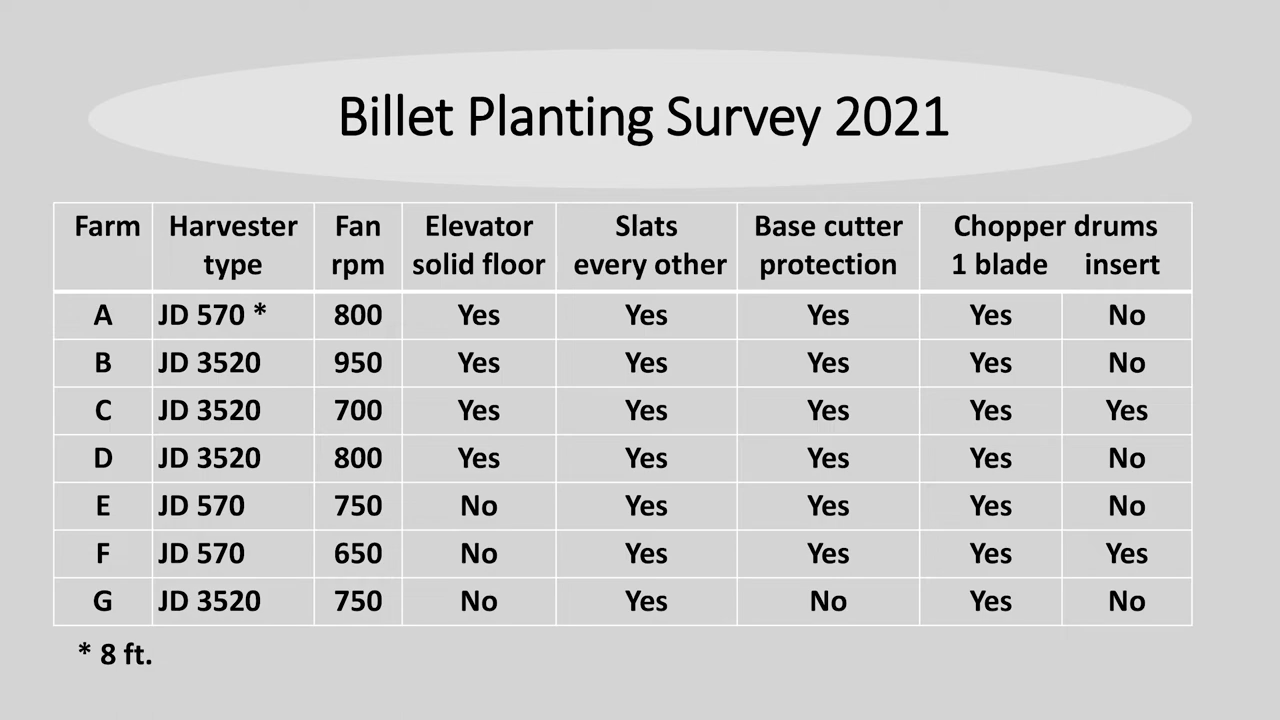 Billet Planting Survey 2021
Farm Harvester type Fan rpm Elevator solid floor Slats every other Base cutter protection Chopper drums 1 blade insert
A JD 570 * 800 Yes Yes Yes Yes No
B JD 3520 950 Yes Yes Yes Yes No
C JD 3520 700 Yes Yes Yes Yes Yes
D JD 3520 800 Yes Yes Yes Yes No
E JD 570 750 No Yes Yes Yes No
F JD 570 650 No Yes Yes Yes Yes
G JD 3520 750 No Yes No Yes No
* 8 ft.